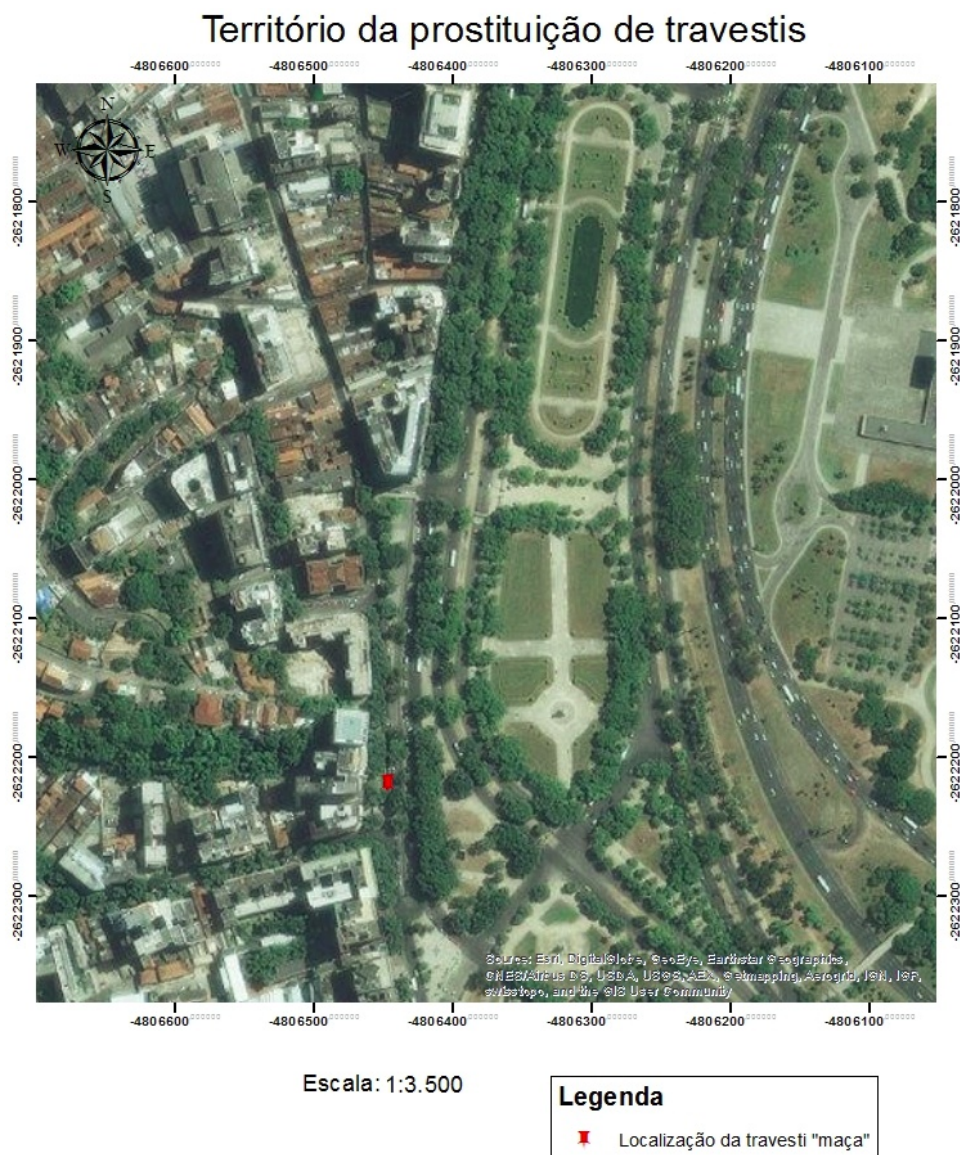 Território da prostituição de travestis
-4806600 -4806500 -4806400 -4806300 -4806200 -4806100
N
W E
S
-2621800 -2621800
-2621900 -2621900
-2622000 -2622000
-2622100 -2622100
-2622200 -2622200
-2622300 -2622300
Source: Esri, DigitalGlobe, GeoEye, Earthstar Geographics,
CNES/Airbus DS, USDA, USGS, AEX, Getmapping, Aerogrid, IGN, IGP,
swisstopo, and the GIS User Community
-4806600 -4806500 -4806400 -4806300 -4806200 -4806100
Escala: 1:3.500
Legenda
Localização da travesti "maça"